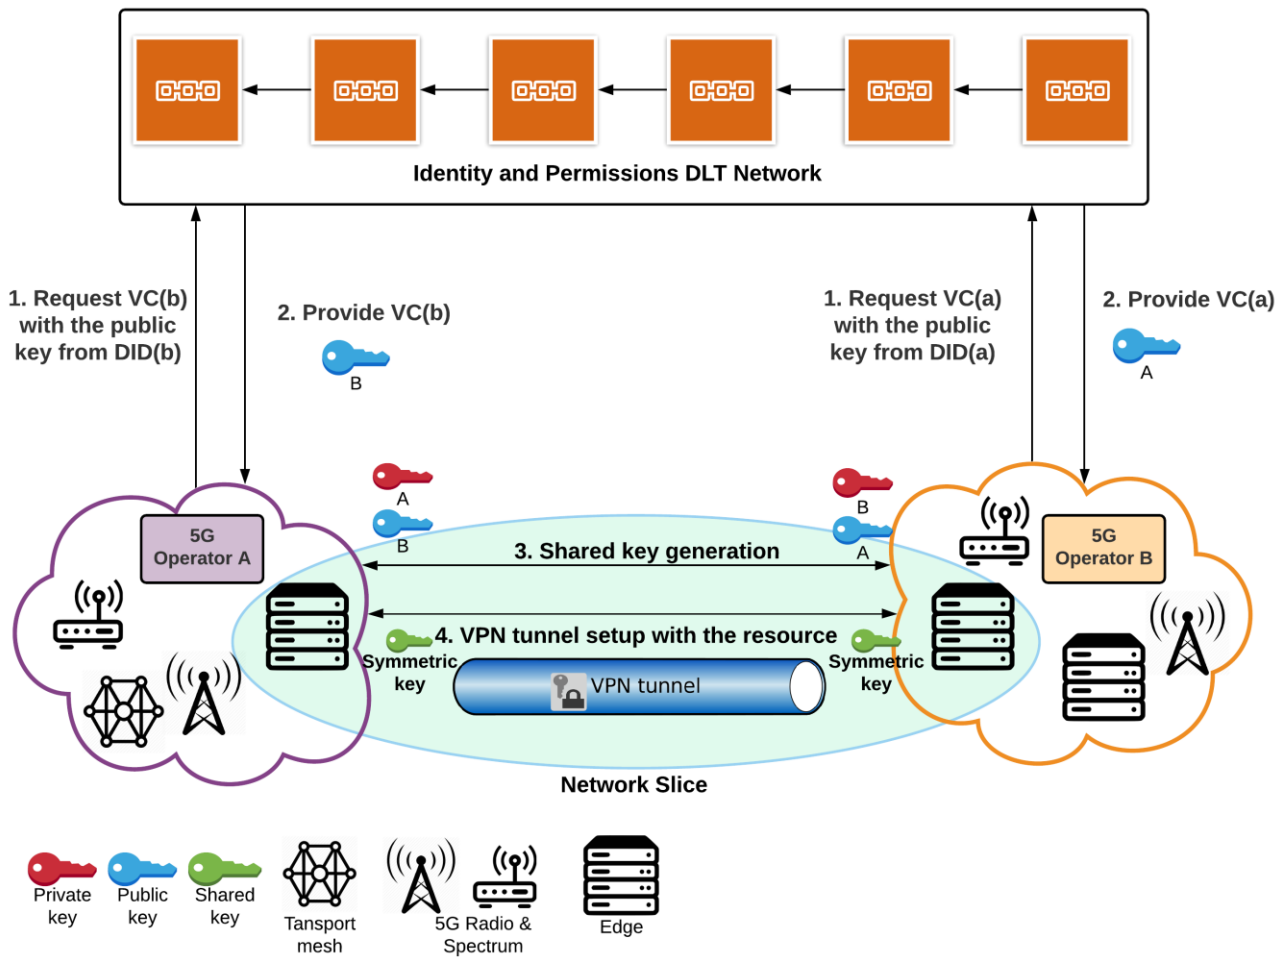 Identity and Permissions DLT Network
1. Request VC(b)
with the public
key from DID(b)
2. Provide VC(b)
B
1. Request VC(a)
with the public
key from DID(a)
2. Provide VC(a)
A
A
B
B
A
5G
Operator A
5G
Operator B
3. Shared key generation
4. VPN tunnel setup with the resource
Symmetric
key
Symmetric
key
VPN tunnel
Network Slice
Private
key
Public
key
Shared
key
Tansport
mesh
5G Radio &
Spectrum
Edge